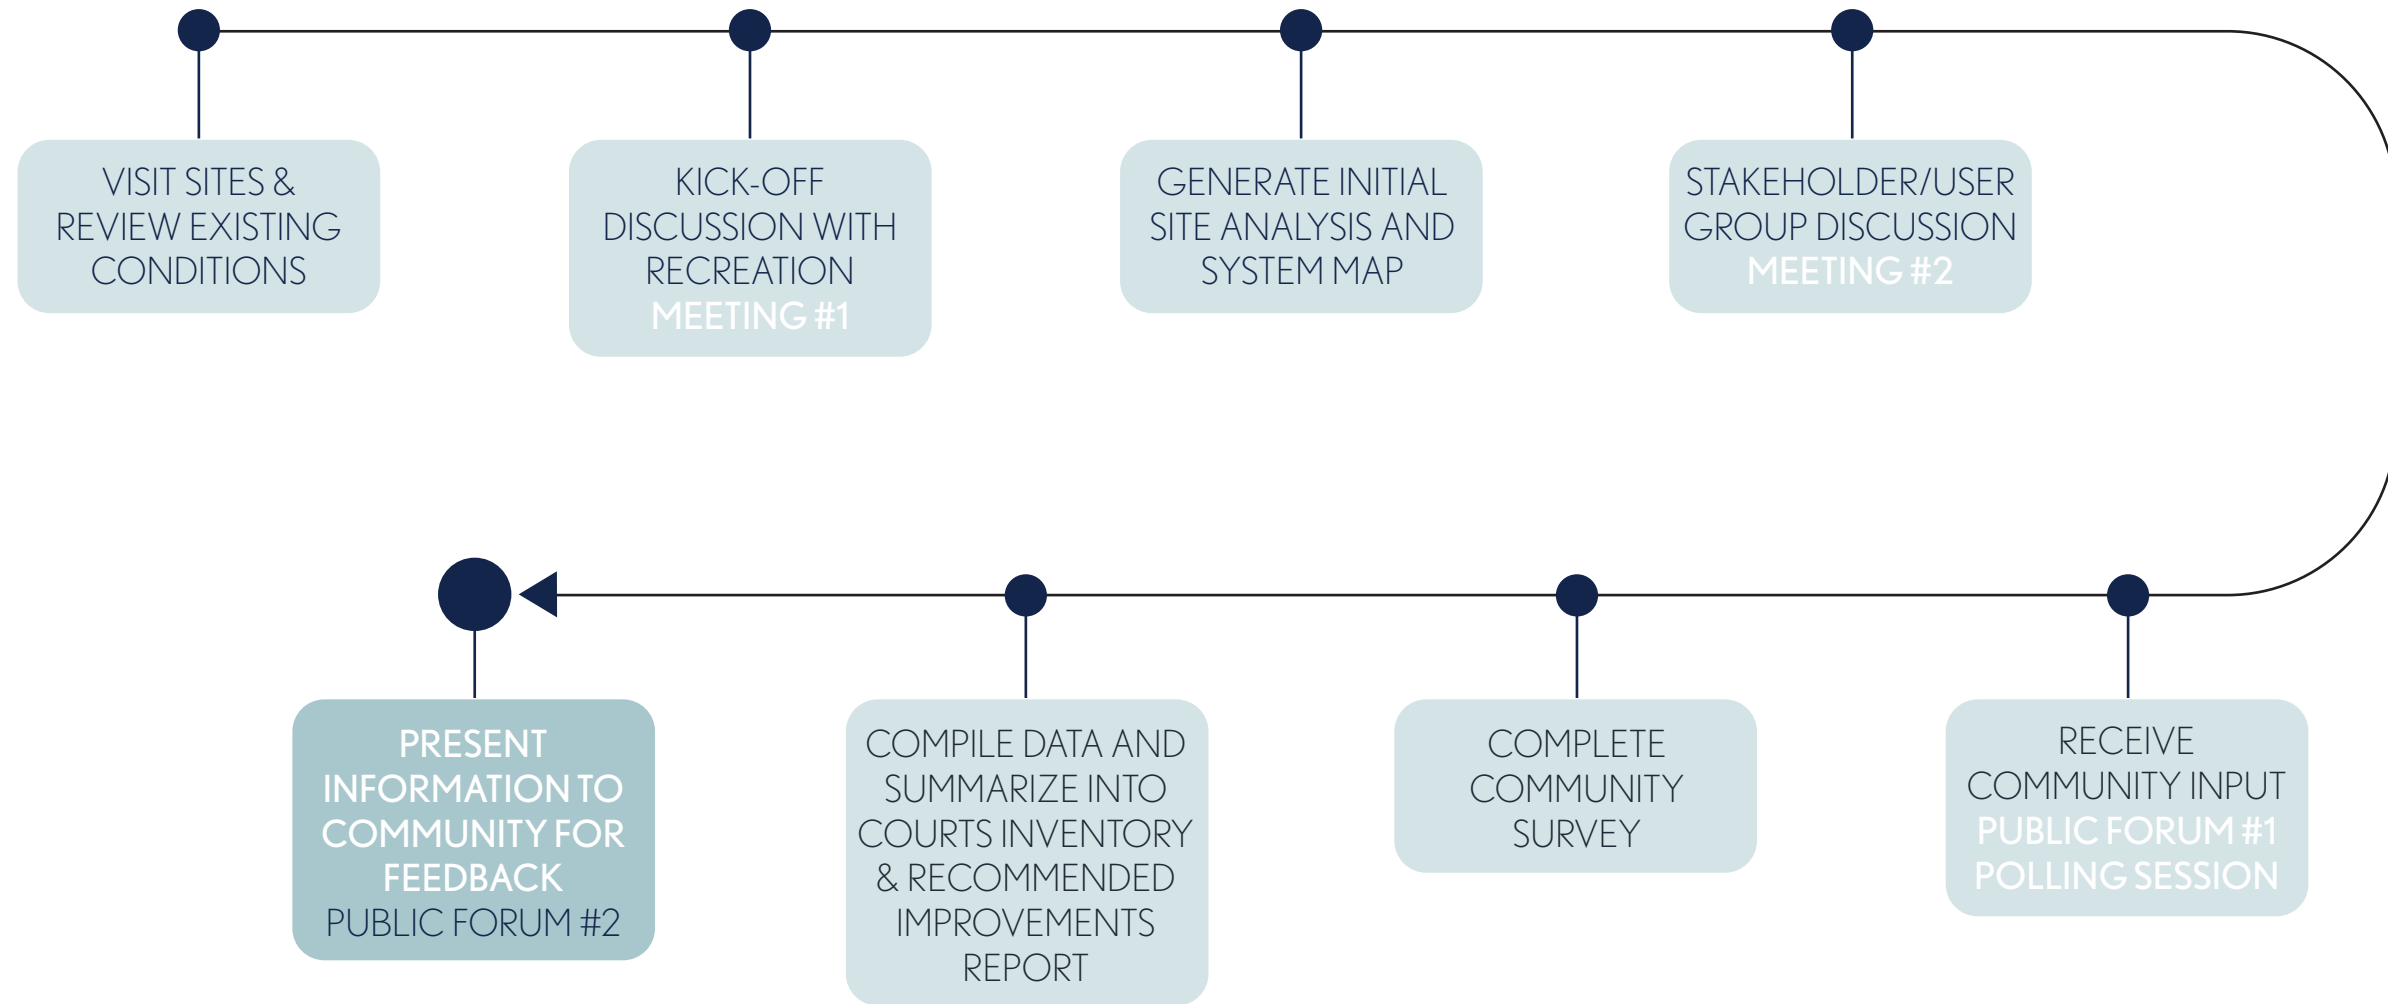 VISIT SITES &
REVIEW EXISTING
CONDITIONS
KICK-OFF
DISCUSSION WITH
RECREATION
MEETING #1
GENERATE INITIAL
SITE ANALYSIS AND
SYSTEM MAP
STAKEHOLDER/USER
GROUP DISCUSSION
MEETING #2
RECEIVE
COMMUNITY INPUT
PUBLIC FORUM #1
POLLING SESSION
COMPLETE
COMMUNITY
SURVEY
COMPILE DATA AND
SUMMARIZE INTO
COURTS INVENTORY
& RECOMMENDED
IMPROVEMENTS
REPORT
PRESENT
INFORMATION TO
COMMUNITY FOR
FEEDBACK
PUBLIC FORUM #2